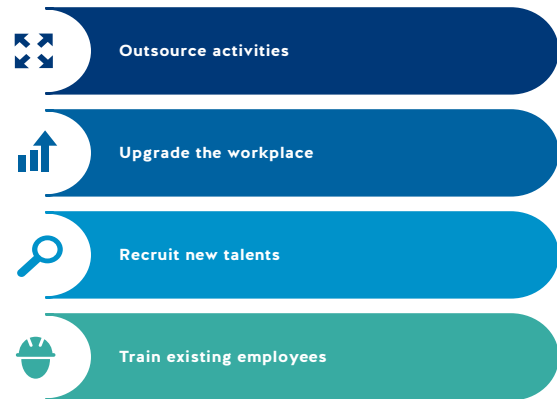 Outsource activities
Upgrade the workplace
Recruit new talents
Train existing employees